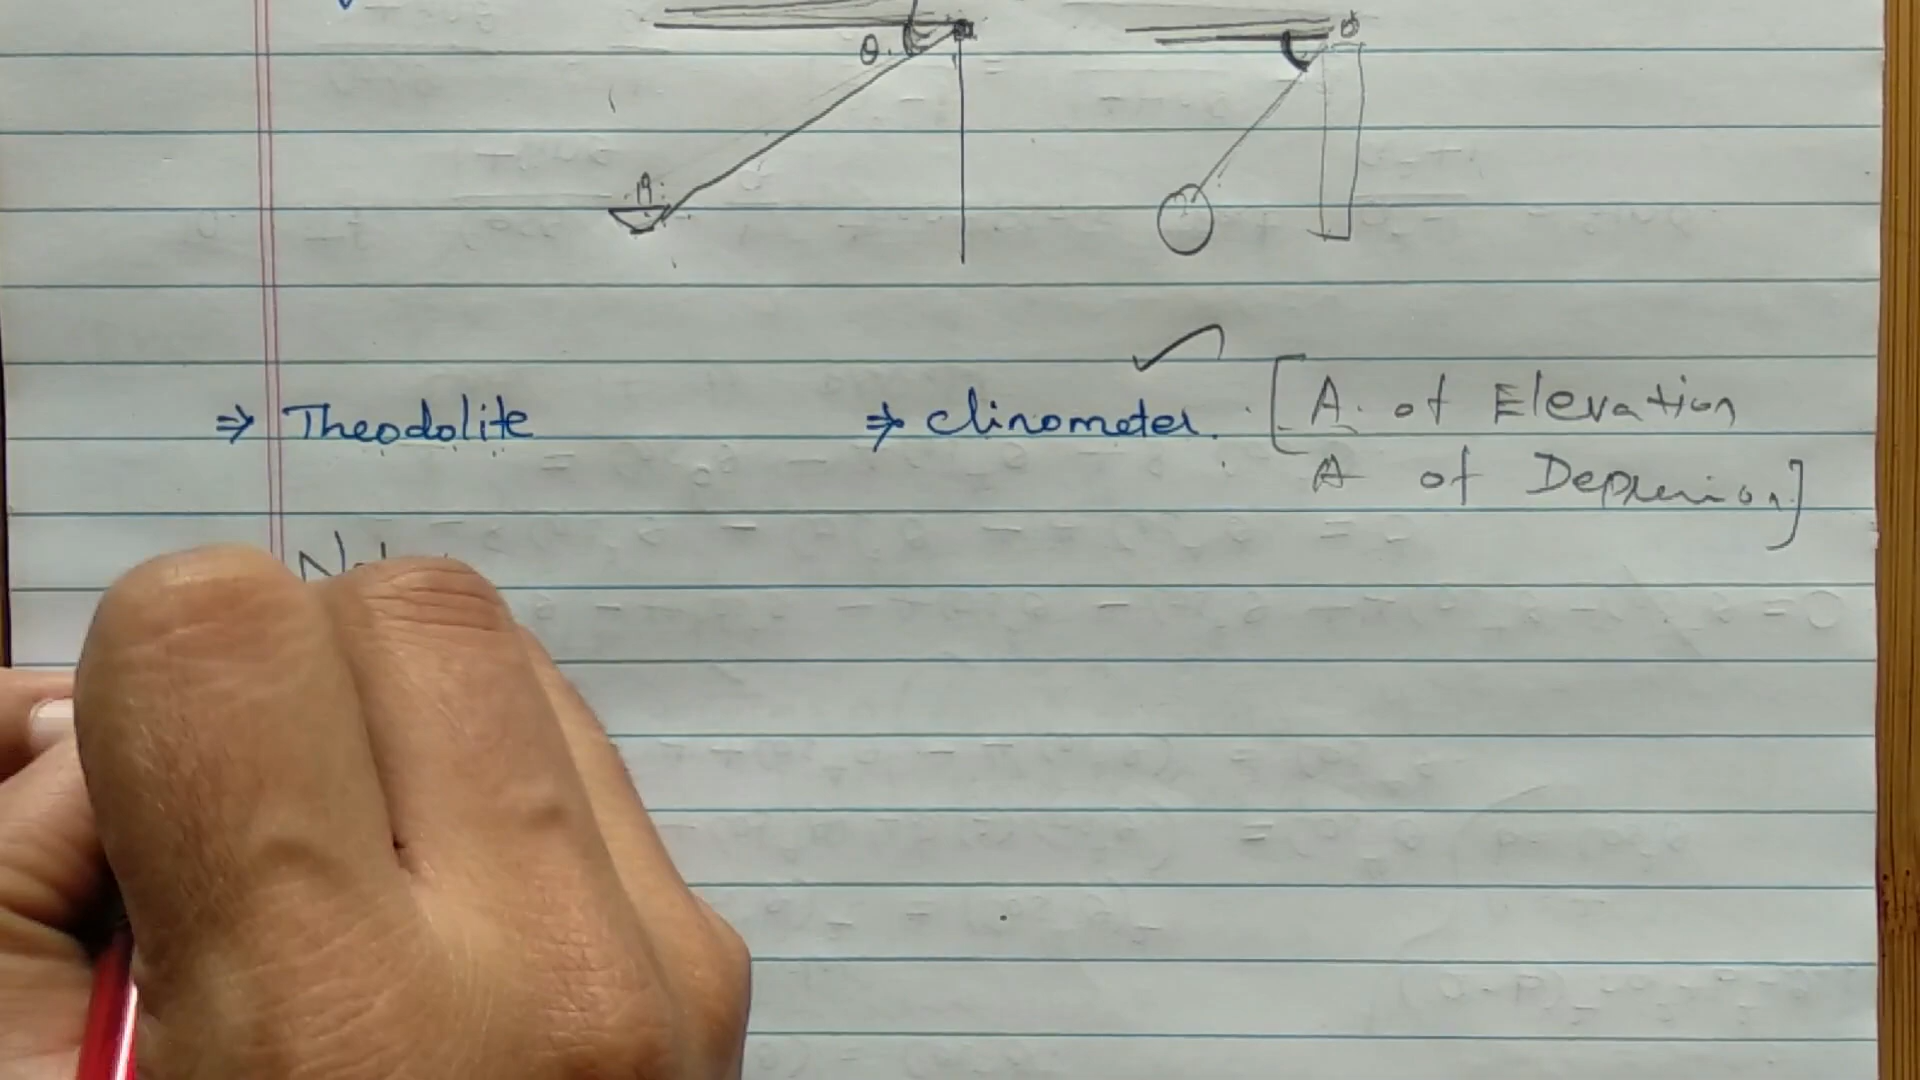 θ.
⇒ Theodolite ⇒ Clinometer. [A. of Elevation
A of Depression]